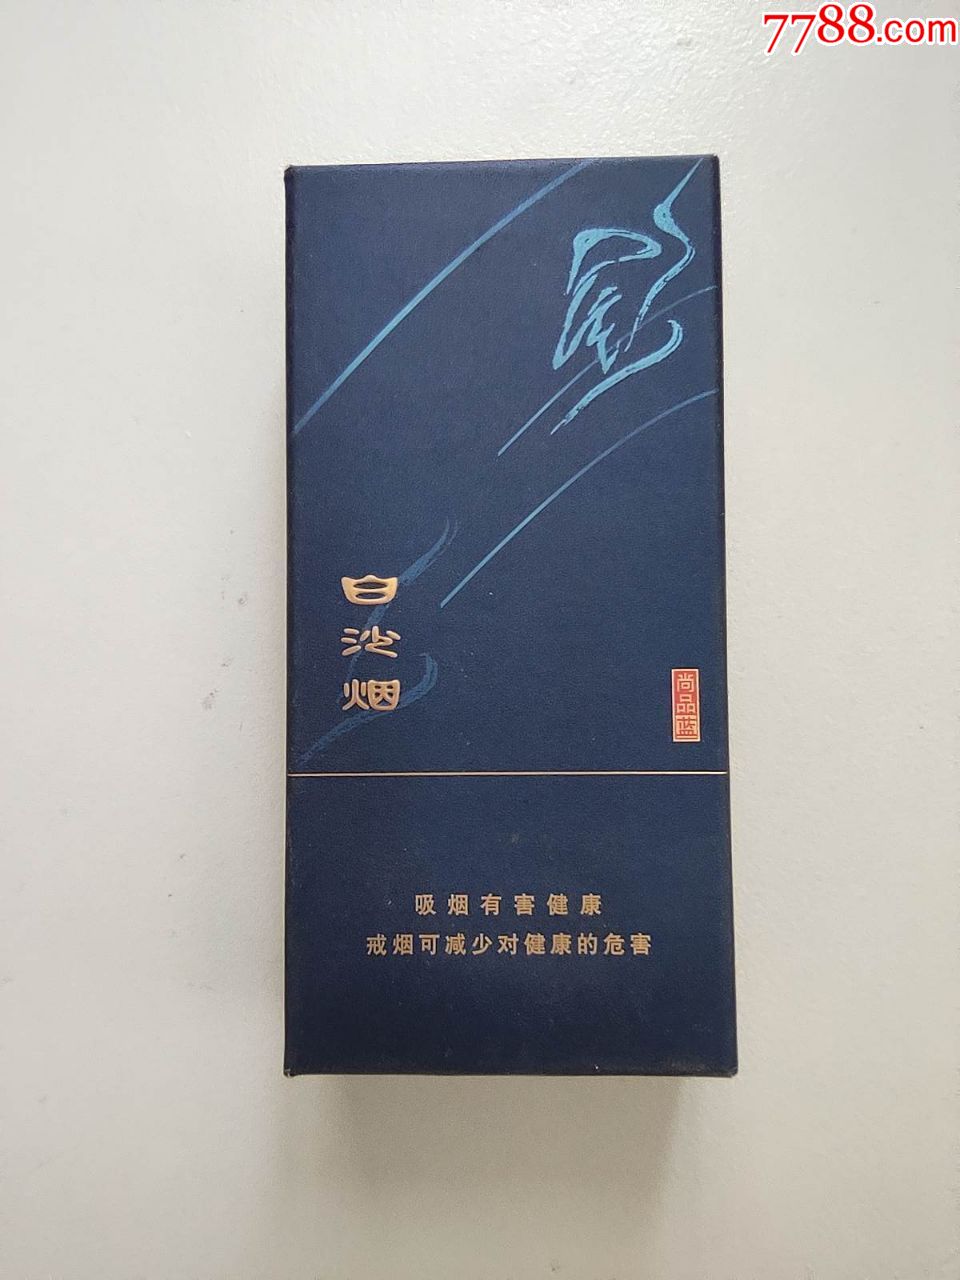 7788.com
白沙烟
尚品蓝
吸烟有害健康
戒烟可减少对健康的危害